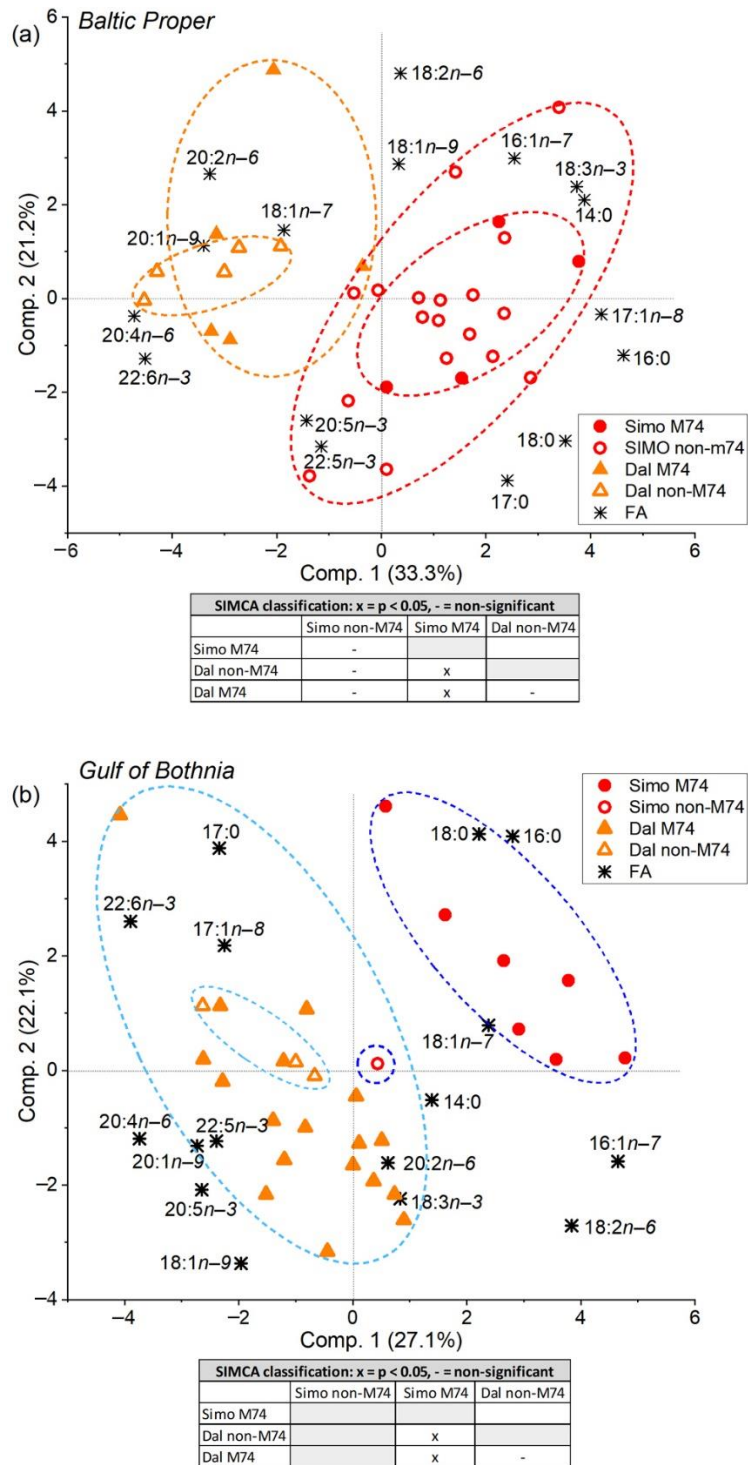 (a) Baltic Proper
6
4
2
0
−2
−4
−6
18:2n–6
18:1n–9
16:1n–7
20:2n–6
18:3n–3
18:1n–7
14:0
20:1n–9
20:4n–6
17:1n–8
22:6n–3
16:0
20:5n–3
22:5n–3
18:0
17:0
Comp. 2 (21.2%)
Simo M74
SIMO non-m74
Dal M74
Dal non-M74
FA
−6 −4 −2 0 2 4 6
Comp. 1 (33.3%)
SIMCA classification: x = p < 0.05, - = non-significant
Simo non-M74 Simo M74 Dal non-M74
Simo M74 -
Dal non-M74 - x
Dal M74 - x -
(b) Gulf of Bothnia
4
2
0
−2
−4
Simo M74
Simo non-M74
Dal M74
Dal non-M74
FA
17:0
18:0 16:0
22:6n–3
17:1n–8
18:1n–7
14:0
20:4n–6 22:5n–3
20:1n–9
20:2n–6
16:1n–7
20:5n–3
18:3n–3
18:2n–6
18:1n–9
Comp. 2 (22.1%)
−4 −2 0 2 4
Comp. 1 (27.1%)
SIMCA classification: x = p < 0.05, - = non-significant
Simo non-M74 Simo M74 Dal non-M74
Simo M74
Dal non-M74 x
Dal M74 x -